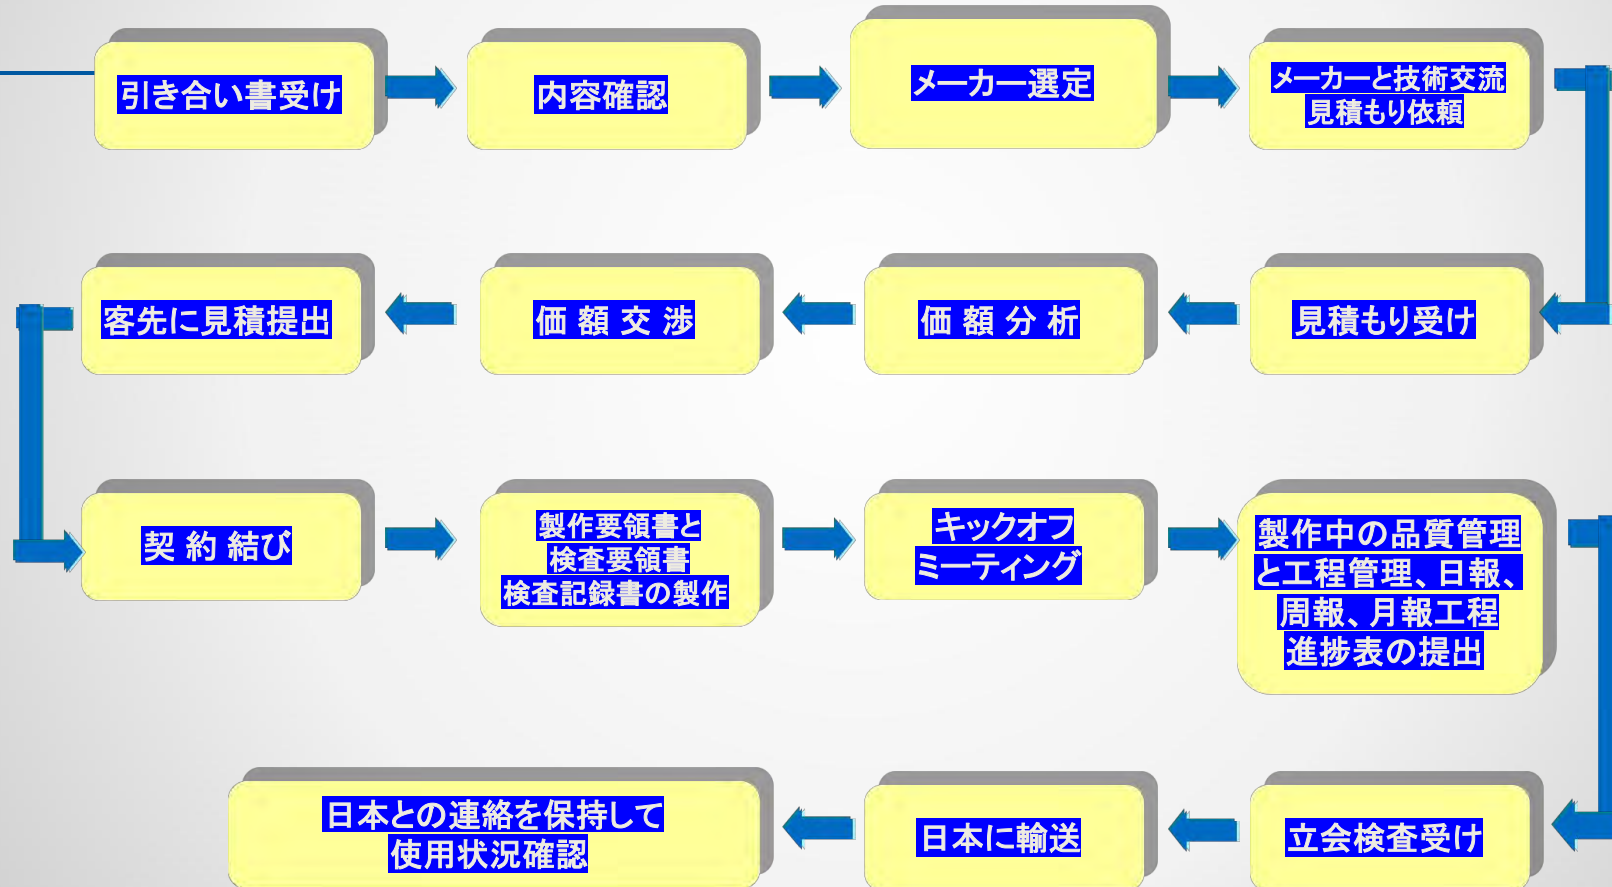 引き合い書受け
内容確認
メーカー選定
メーカーと技術交流
見積もり依頼
見積もり受け
価 額 分 析
価 額 交 渉
客先に見積提出
契 約 結び
製作要領書と
検査要領書
検査記録書の製作
キックオフ
ミーティング
製作中の品質管理
と工程管理、日報、
周報、月報工程
進捗表の提出
立会検査受け
日本に輸送
日本との連絡を保持して
使用状況確認